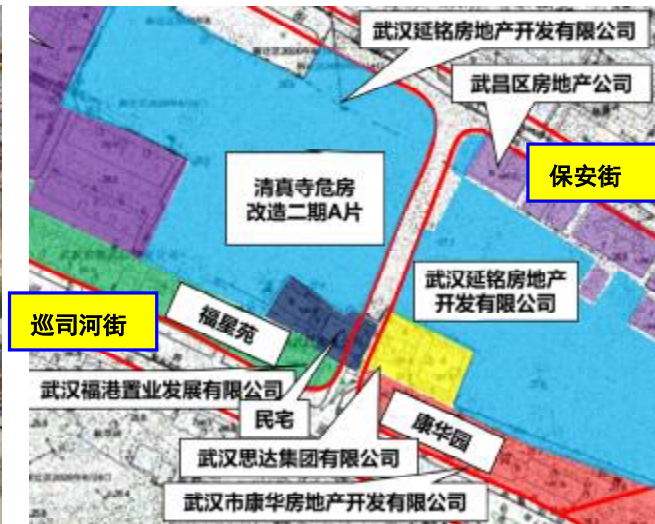 武汉延铭房地产开发有限公司
武昌区房地产公司
保安街
清真寺危房
改造二期A片
武汉延铭房地产
开发有限公司
巡司河街
福星苑
武汉福港置业发展有限公司
民宅
康华园
武汉思达集团有限公司
武汉市康华房地产开发有限公司